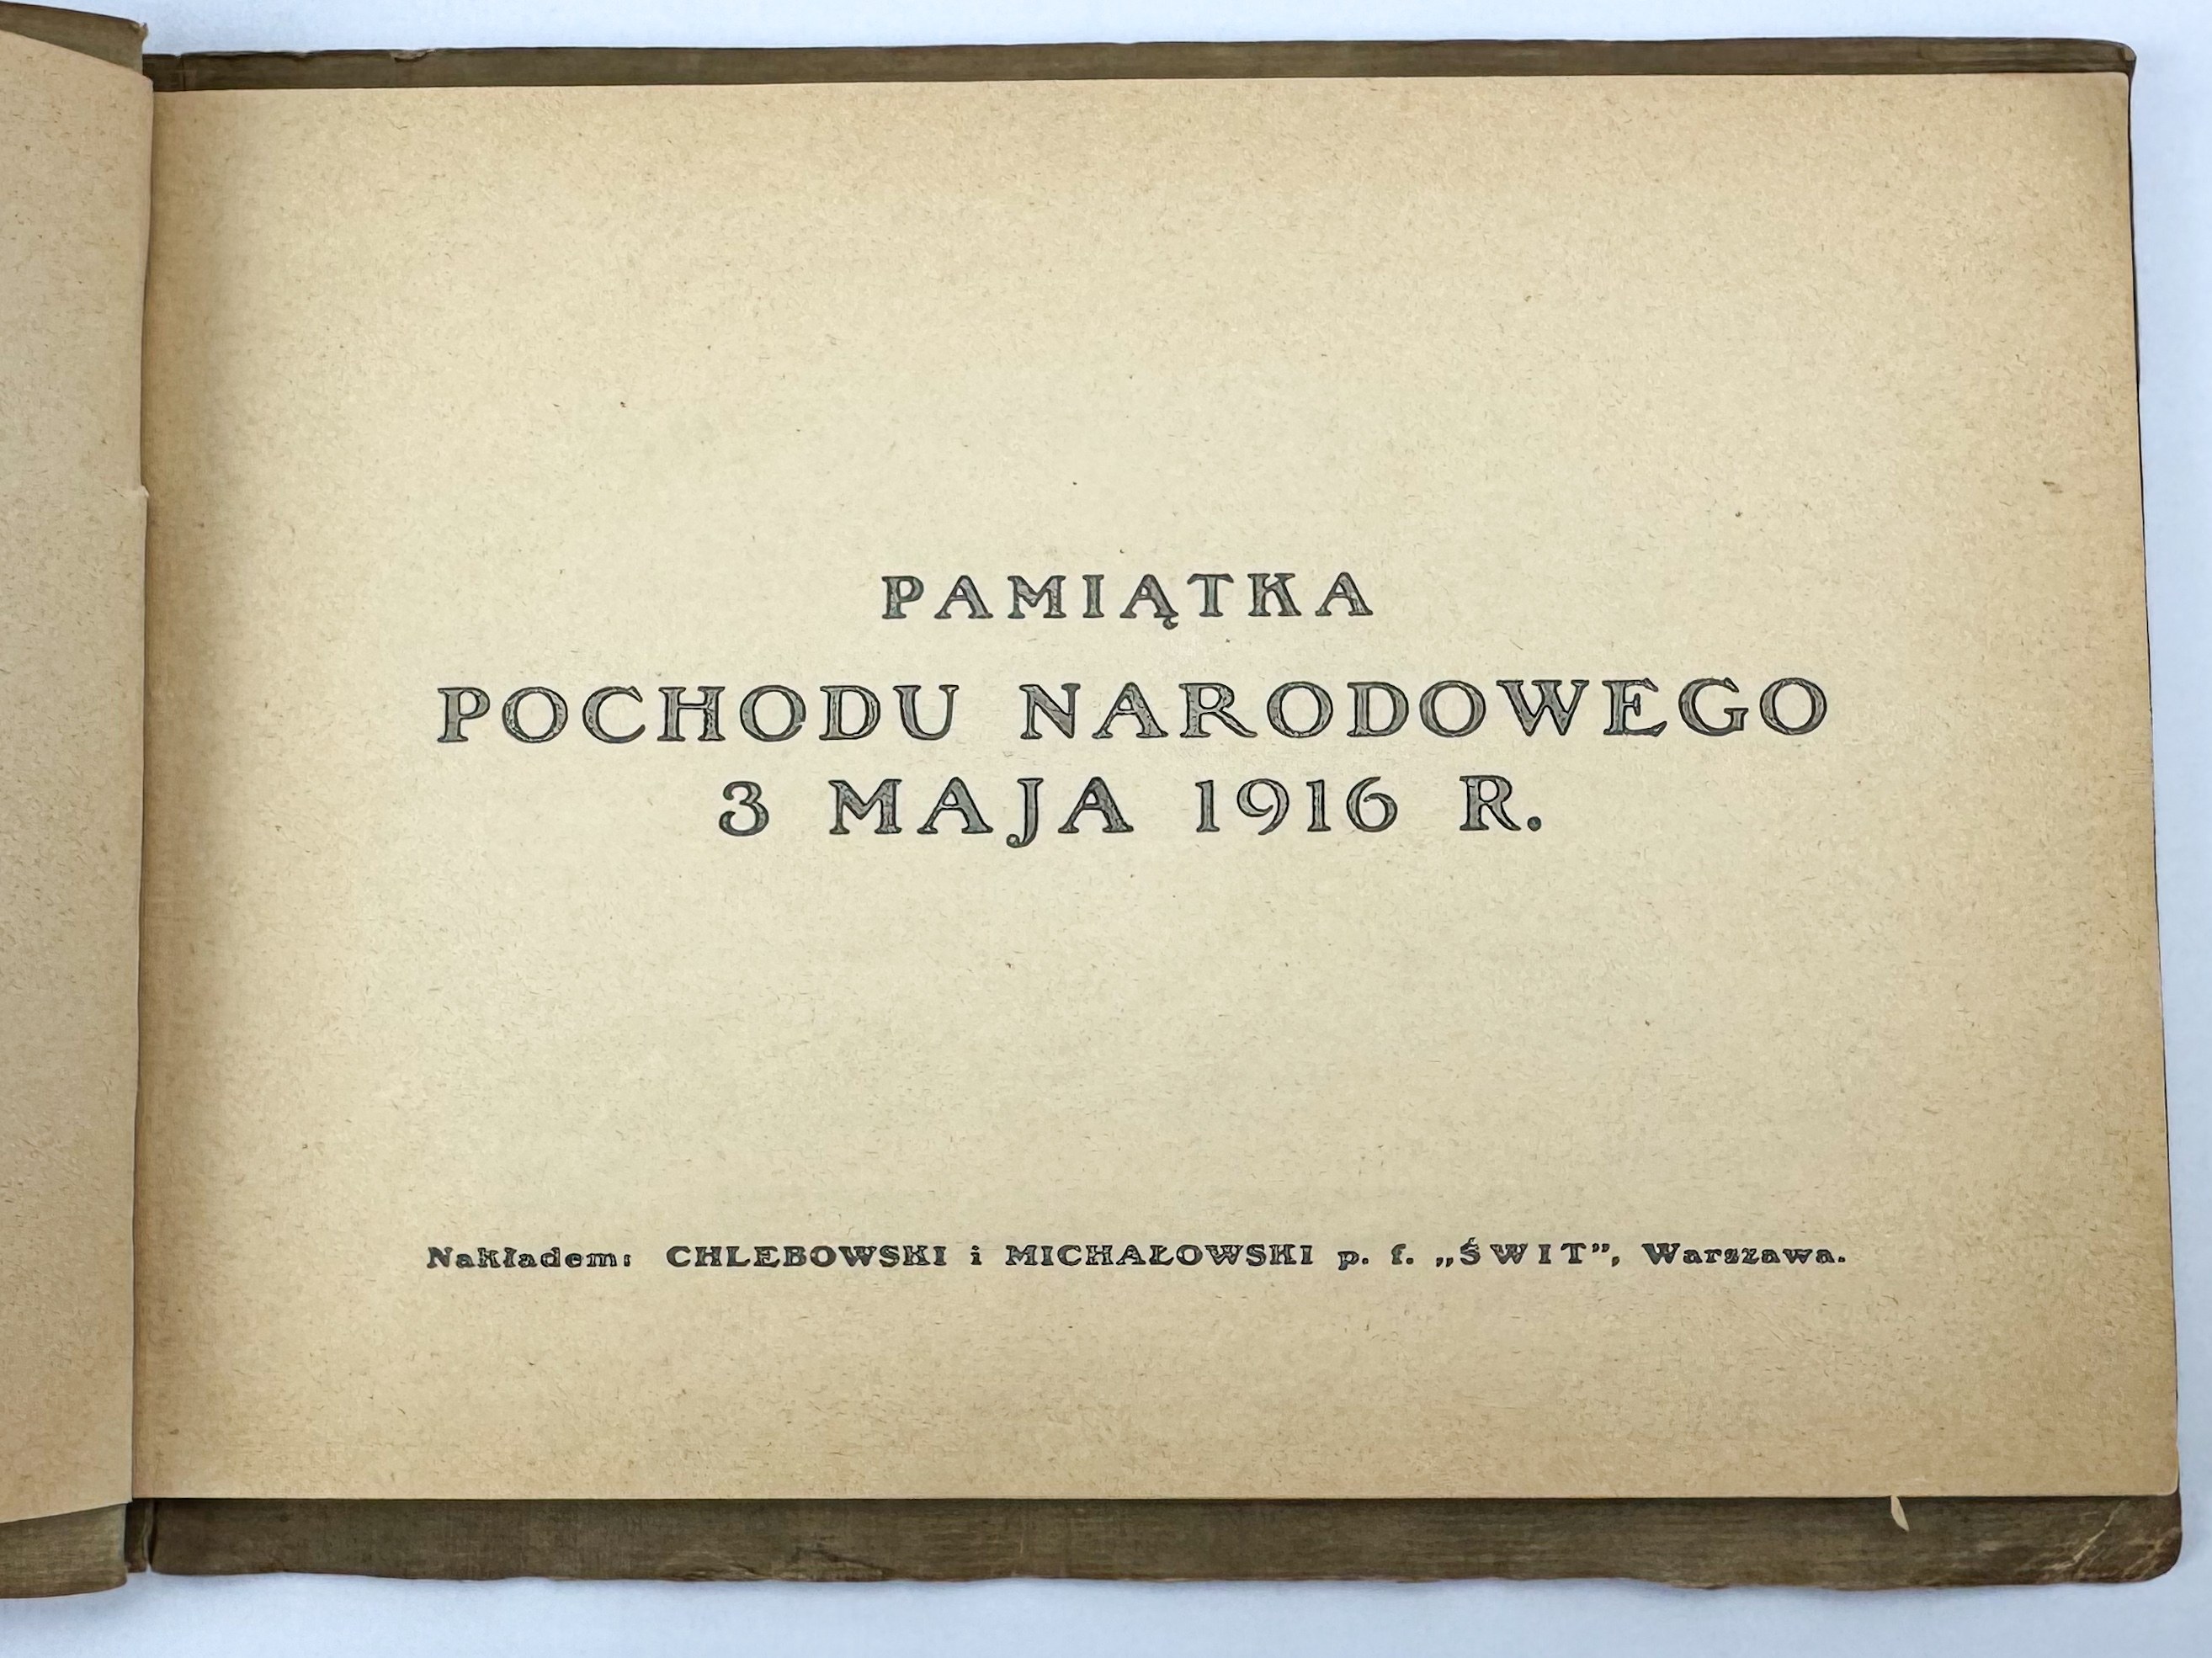 PAMIĄTKA
POCHODU NARODOWEGO
3 MAJA 1916 R.
Nakładem: CHLEBOWSKI i MICHAŁOWSKI p. f. „ŚWIT”, Warszawa.